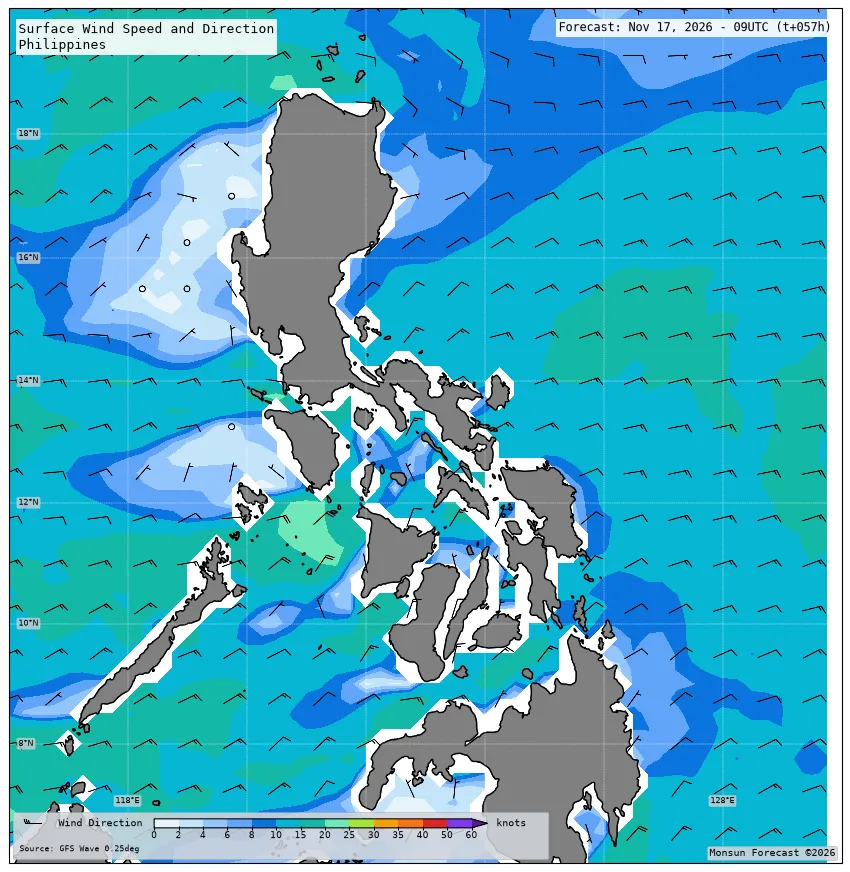 Surface Wind Speed and Direction
Philippines
Forecast: Nov 17, 2026 - 09UTC (t+057h)
18°N
16°N
14°N
12°N
10°N
8°N
118°E
128°E
Wind Direction
0 2 4 6 8 10 15 20 25 30 35 40 50 60
knots
Source: GFS Wave 0.25deg
Monsun Forecast ©2026